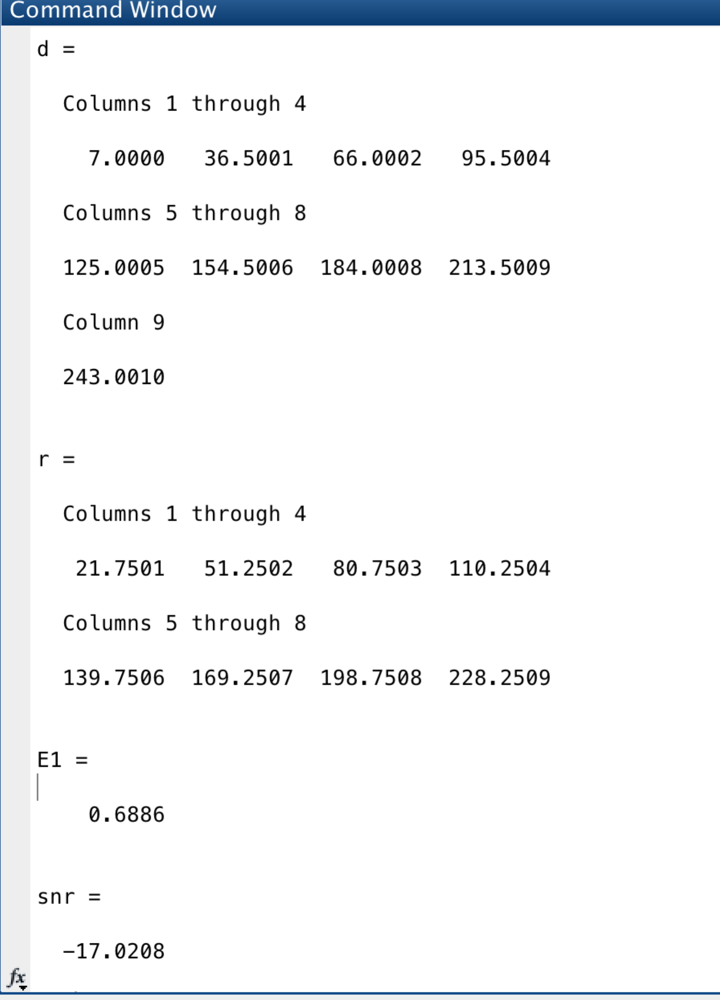 Command Window
d =
Columns 1 through 4
7.0000 36.5001 66.0002 95.5004
Columns 5 through 8
125.0005 154.5006 184.0008 213.5009
Column 9
243.0010
r =
Columns 1 through 4
21.7501 51.2502 80.7503 110.2504
Columns 5 through 8
139.7506 169.2507 198.7508 228.2509
E1 =
0.6886
snr =
-17.0208
fx